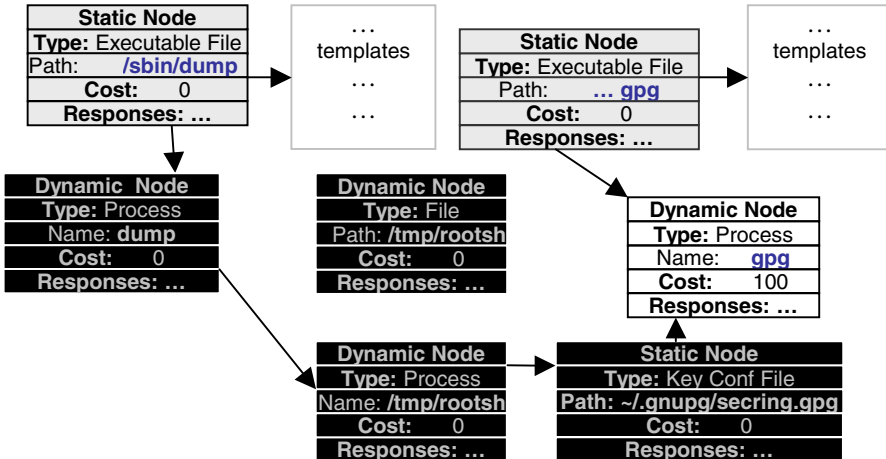 Static Node
Type: Executable File
Path: /sbin/dump
Cost: 0
Responses: …
…
templates
…
…
Static Node
Type: Executable File
Path: … gpg
Cost: 0
Responses: …
…
templates
…
…
Dynamic Node
Type: Process
Name: dump
Cost: 0
Responses: …
Dynamic Node
Type: File
Path: /tmp/rootsh
Cost: 0
Responses: …
Dynamic Node
Type: Process
Name: gpg
Cost: 100
Responses: …
Dynamic Node
Type: Process
Name: /tmp/rootsh
Cost: 0
Responses: …
Static Node
Type: Key Conf File
Path: ~/.gnupg/secring.gpg
Cost: 0
Responses: …